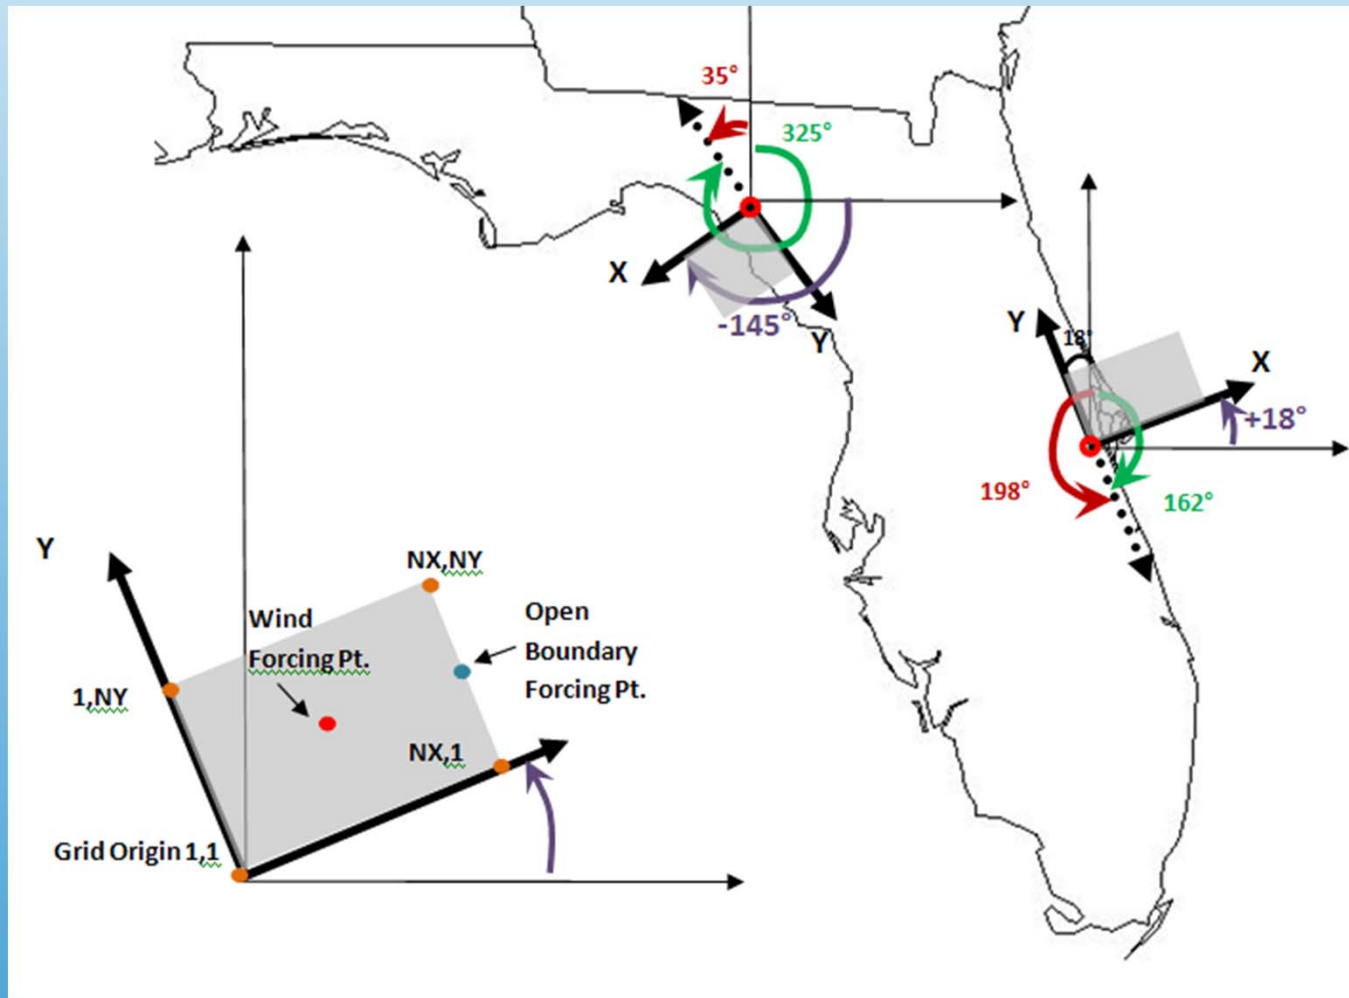 35°
325°
X
-145°
Y
Y
18°
X
+18°
198°
162°
Y
NX,NY
Wind
Forcing Pt.
Open
Boundary
Forcing Pt.
1,NY
NX,1
Grid Origin 1,1